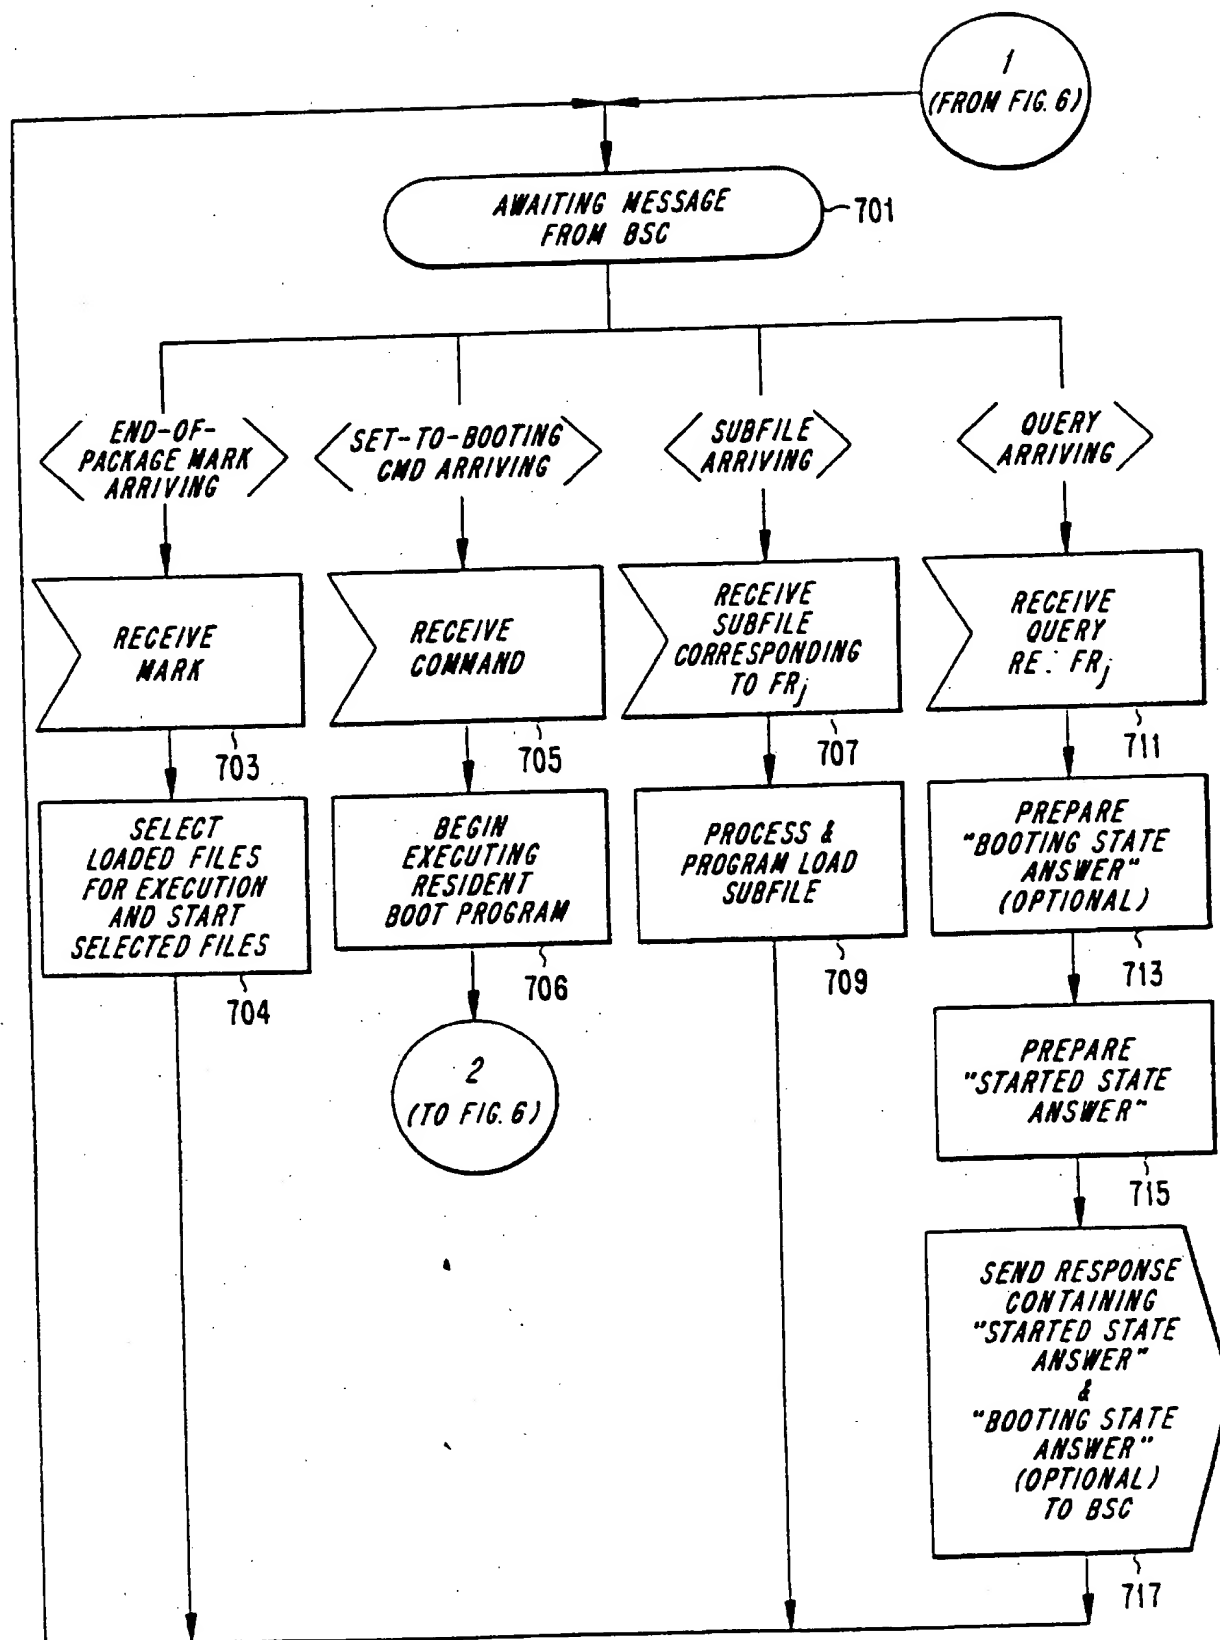 1
(FROM FIG. 6)
AWAITING MESSAGE
FROM BSC
701
END-OF-
PACKAGE MARK
ARRIVING
SET-TO-BOOTING
CMD ARRIVING
SUBFILE
ARRIVING
QUERY
ARRIVING
RECEIVE
MARK
703
RECEIVE
COMMAND
705
RECEIVE
SUBFILE
CORRESPONDING
TO FRj
707
RECEIVE
QUERY
RE: FRj
711
SELECT
LOADED FILES
FOR EXECUTION
AND START
SELECTED FILES
704
BEGIN
EXECUTING
RESIDENT
BOOT PROGRAM
706
PROCESS &
PROGRAM LOAD
SUBFILE
709
PREPARE
"BOOTING STATE
ANSWER"
(OPTIONAL)
713
2
(TO FIG. 6)
PREPARE
"STARTED STATE
ANSWER"
715
SEND RESPONSE
CONTAINING
"STARTED STATE
ANSWER"
&
"BOOTING STATE
ANSWER"
(OPTIONAL)
TO BSC
717